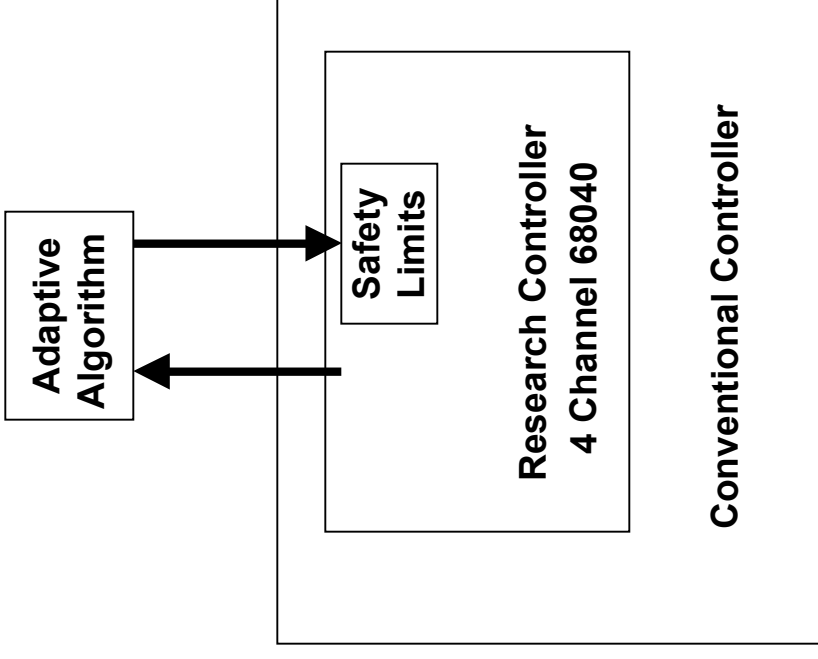 Adaptive
Algorithm
Safety
Limits
Research Controller
4 Channel 68040
Conventional Controller